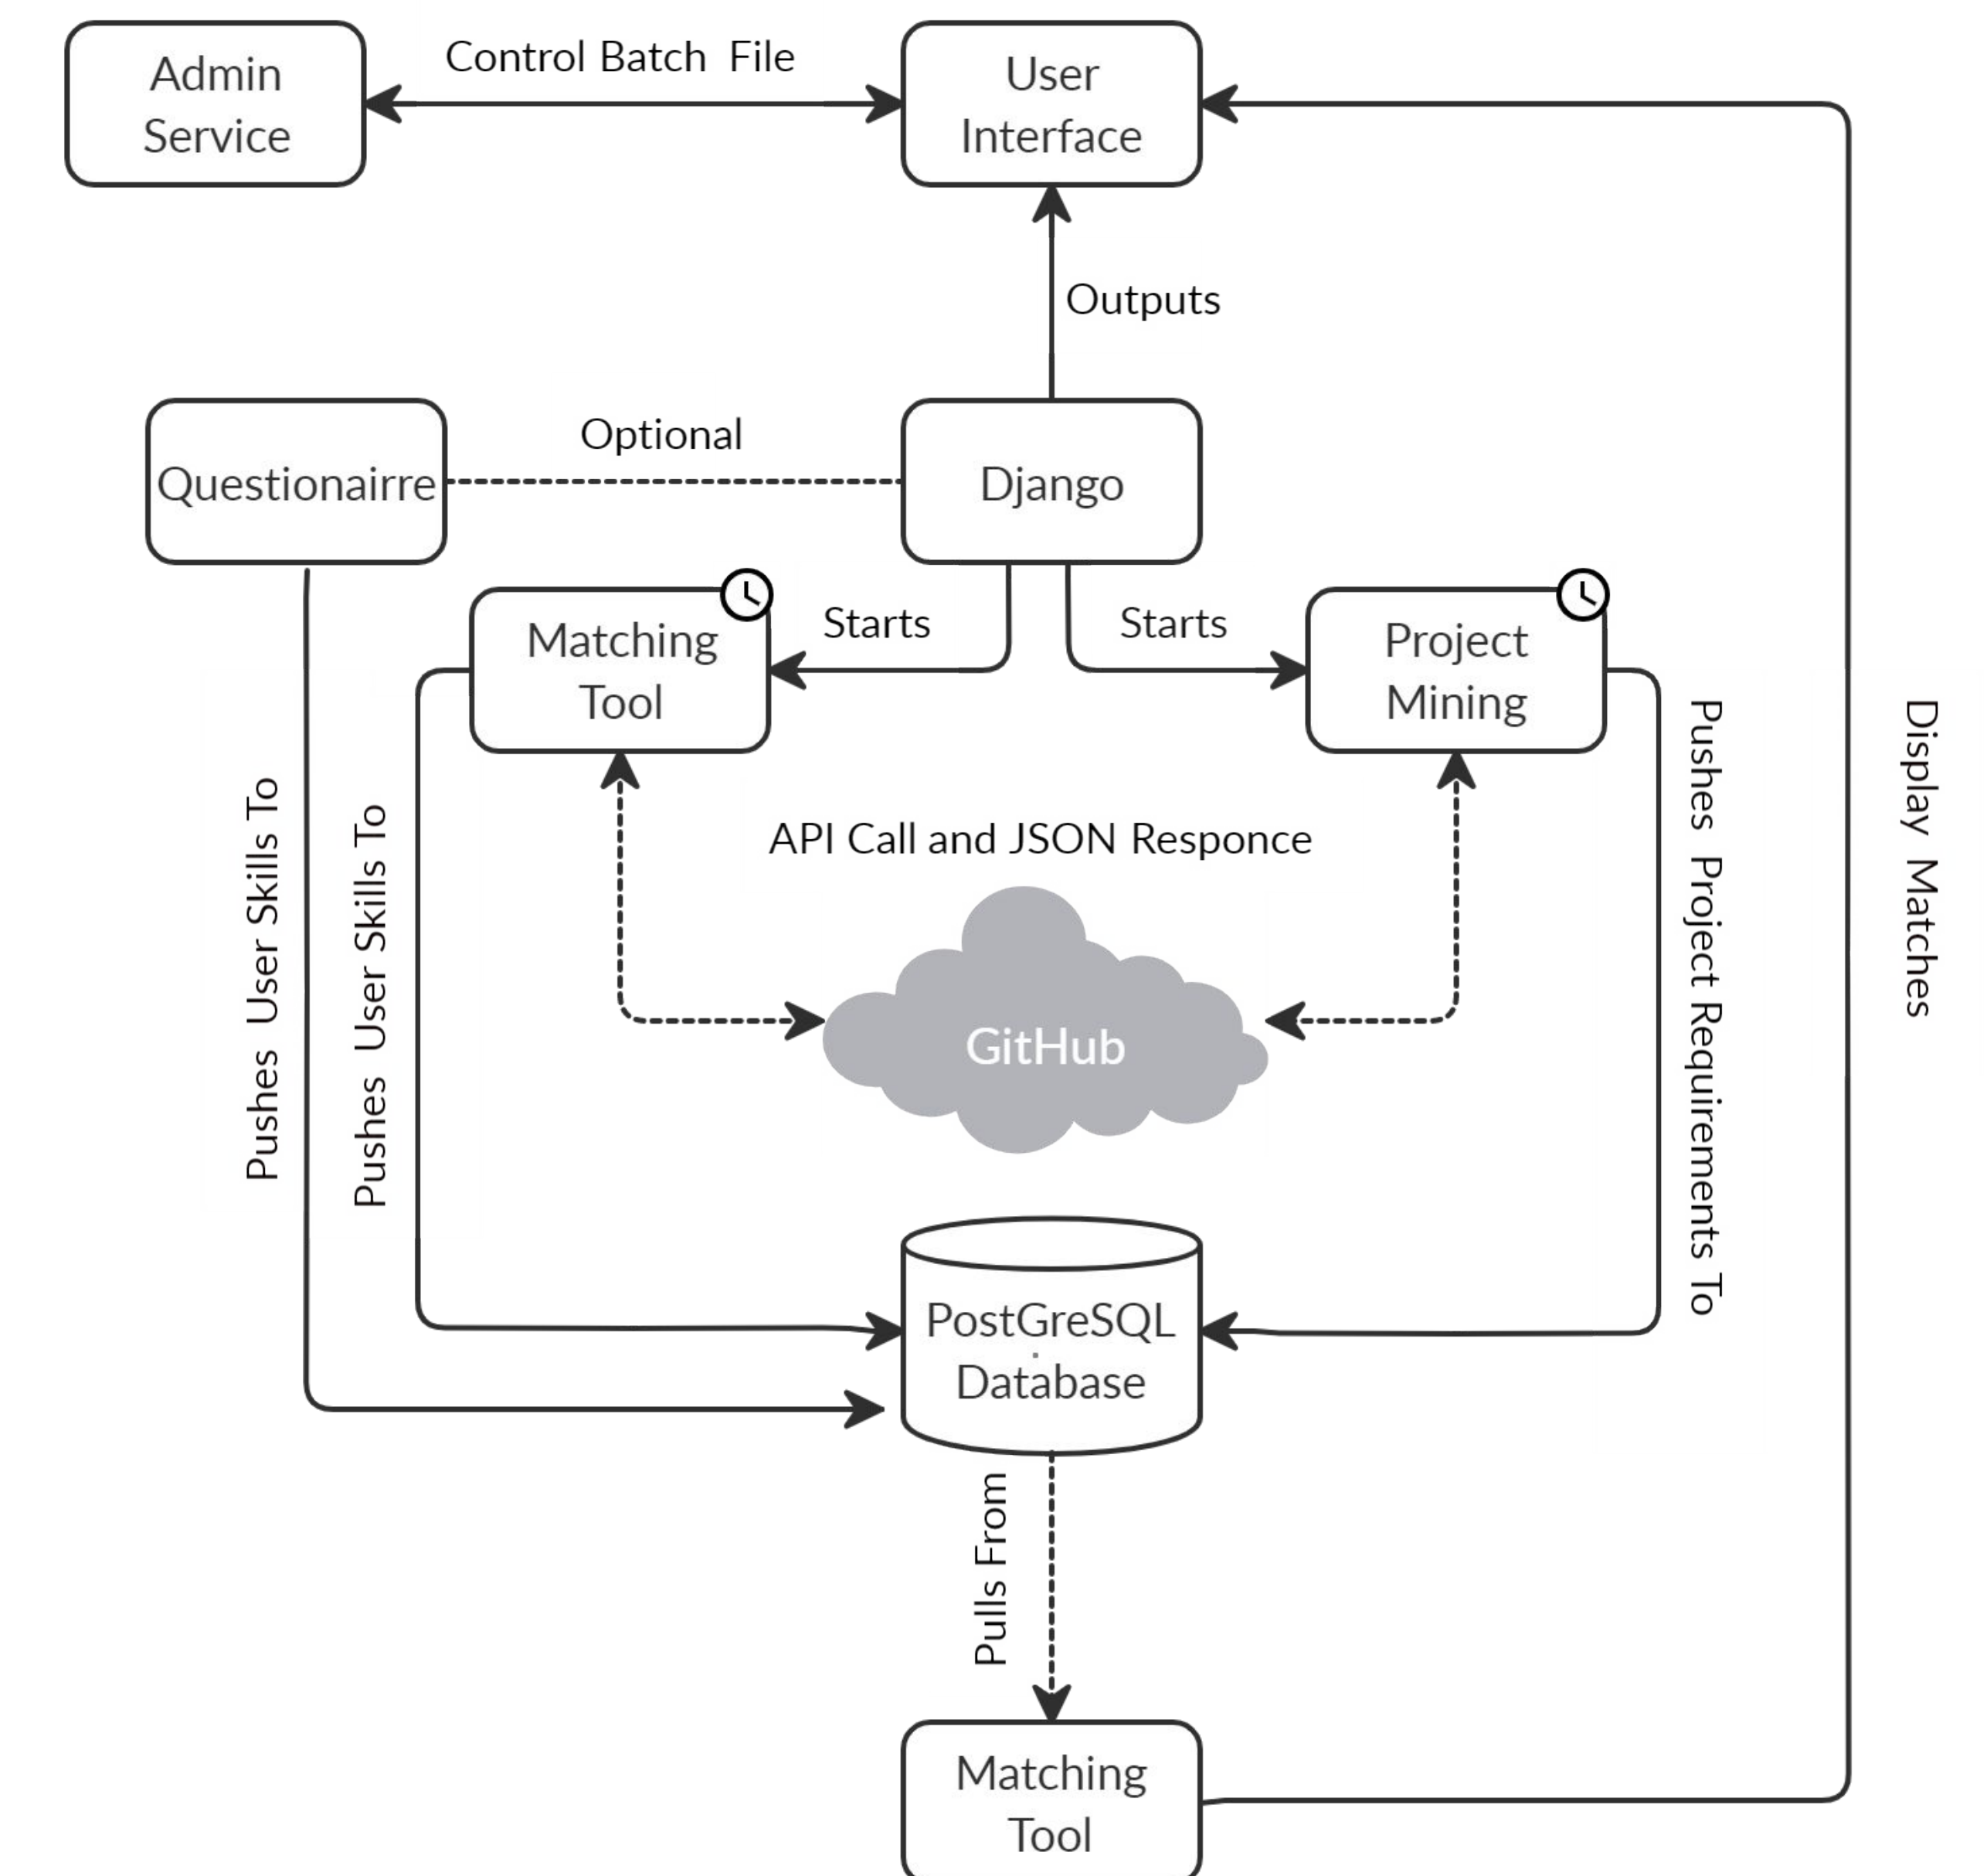 Admin
Service
Control Batch File
User
Interface
Outputs
Questionairre
Optional
Django
Matching
Tool
Starts
Starts
Project
Mining
Pushes User Skills To
Pushes User Skills To
API Call and JSON Responce
GitHub
Pushes Project Requirements To
Display Matches
PostGreSQL
Database
Pulls From
Matching
Tool